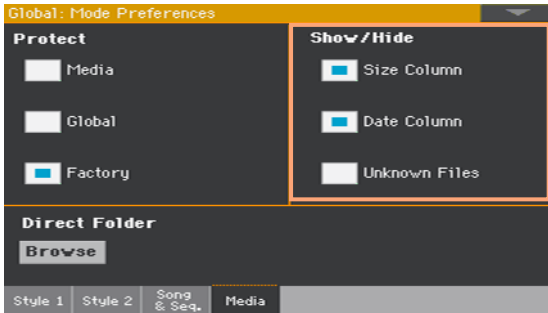 Global: Mode Preferences
Protect
Media
Global
Factory
Show/Hide
Size Column
Date Column
Unknown Files
Direct Folder
Browse
Style 1
Style 2
Song
& Seq.
Media